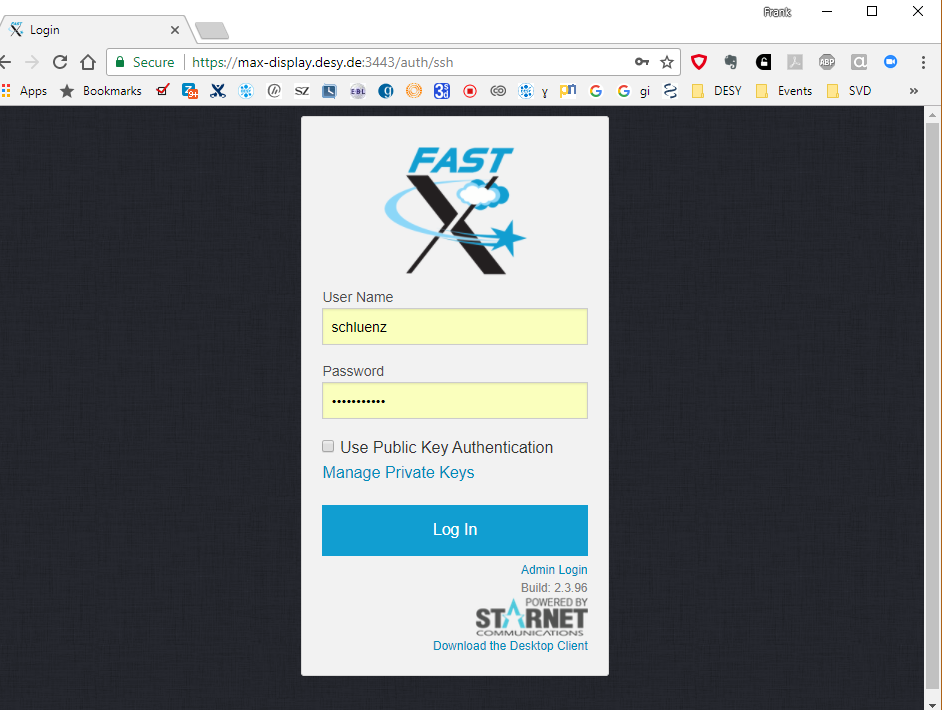 Frank
Login
Secure https://max-display.desy.de:3443/auth/ssh
ABP
Apps Bookmarks SZ EBL gi DESY Events SVD »
FAST
X
User Name
schluenz
Password
•••••••••••
Use Public Key Authentication
Manage Private Keys
Log In
Admin Login
Build: 2.3.96
POWERED BY
STARNET
COMMUNICATIONS
Download the Desktop Client